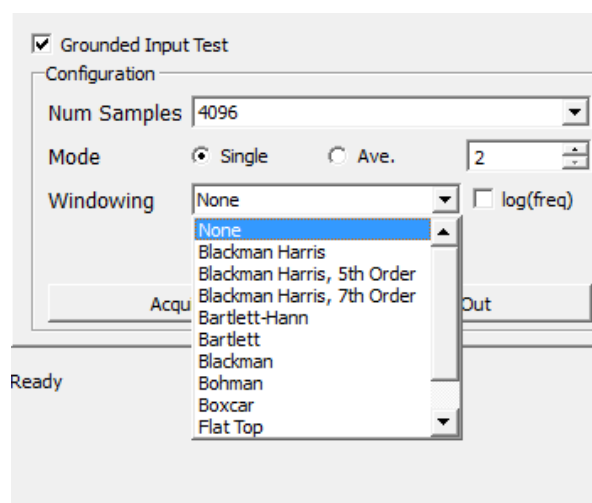 Grounded Input Test
Configuration
Num Samples 4096
Mode Single Ave. 2
Windowing None log(freq)
None
Blackman Harris
Blackman Harris, 5th Order
Blackman Harris, 7th Order
Acqu Out
Bartlett-Hann
Bartlett
Blackman
Ready
Bohman
Boxcar
Flat Top